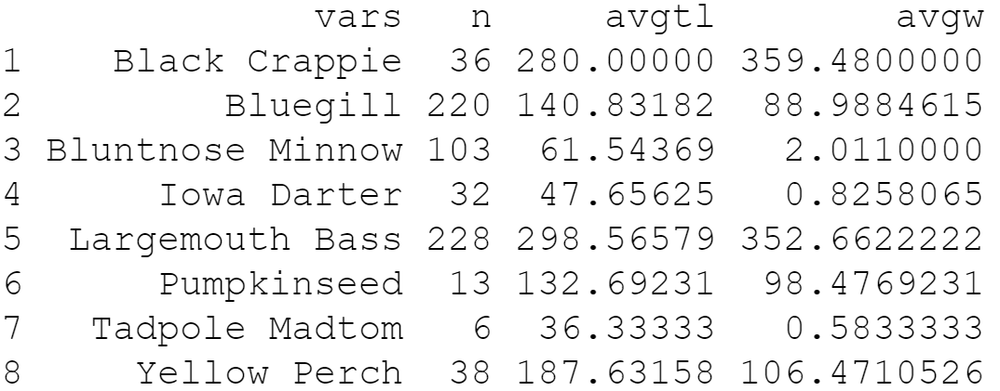 vars n avgtl avgw
1 Black Crappie 36 280.00000 359.4800000
2 Bluegill 220 140.83182 88.9884615
3 Bluntnose Minnow 103 61.54369 2.0110000
4 Iowa Darter 32 47.65625 0.8258065
5 Largemouth Bass 228 298.56579 352.6622222
6 Pumpkinseed 13 132.69231 98.4769231
7 Tadpole Madtom 6 36.33333 0.5833333
8 Yellow Perch 38 187.63158 106.4710526